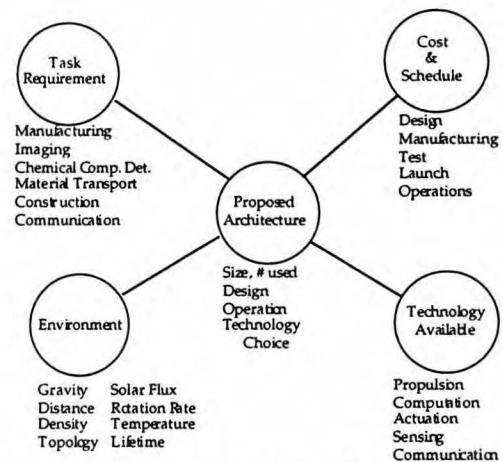 Task
Requirement
Manufacturing
Imaging
Chemical Comp. Det.
Material Transport
Construction
Communication
Cost
&
Schedule
Design
Manufacturing
Test
Launch
Operations
Proposed
Architecture
Size, # used
Design
Operation
Technology
Choice
Environment
Gravity Solar Flux
Distance Rotation Rate
Density Temperature
Topology Lifetime
Technology
Available
Propulsion
Computation
Actuation
Sensing
Communication